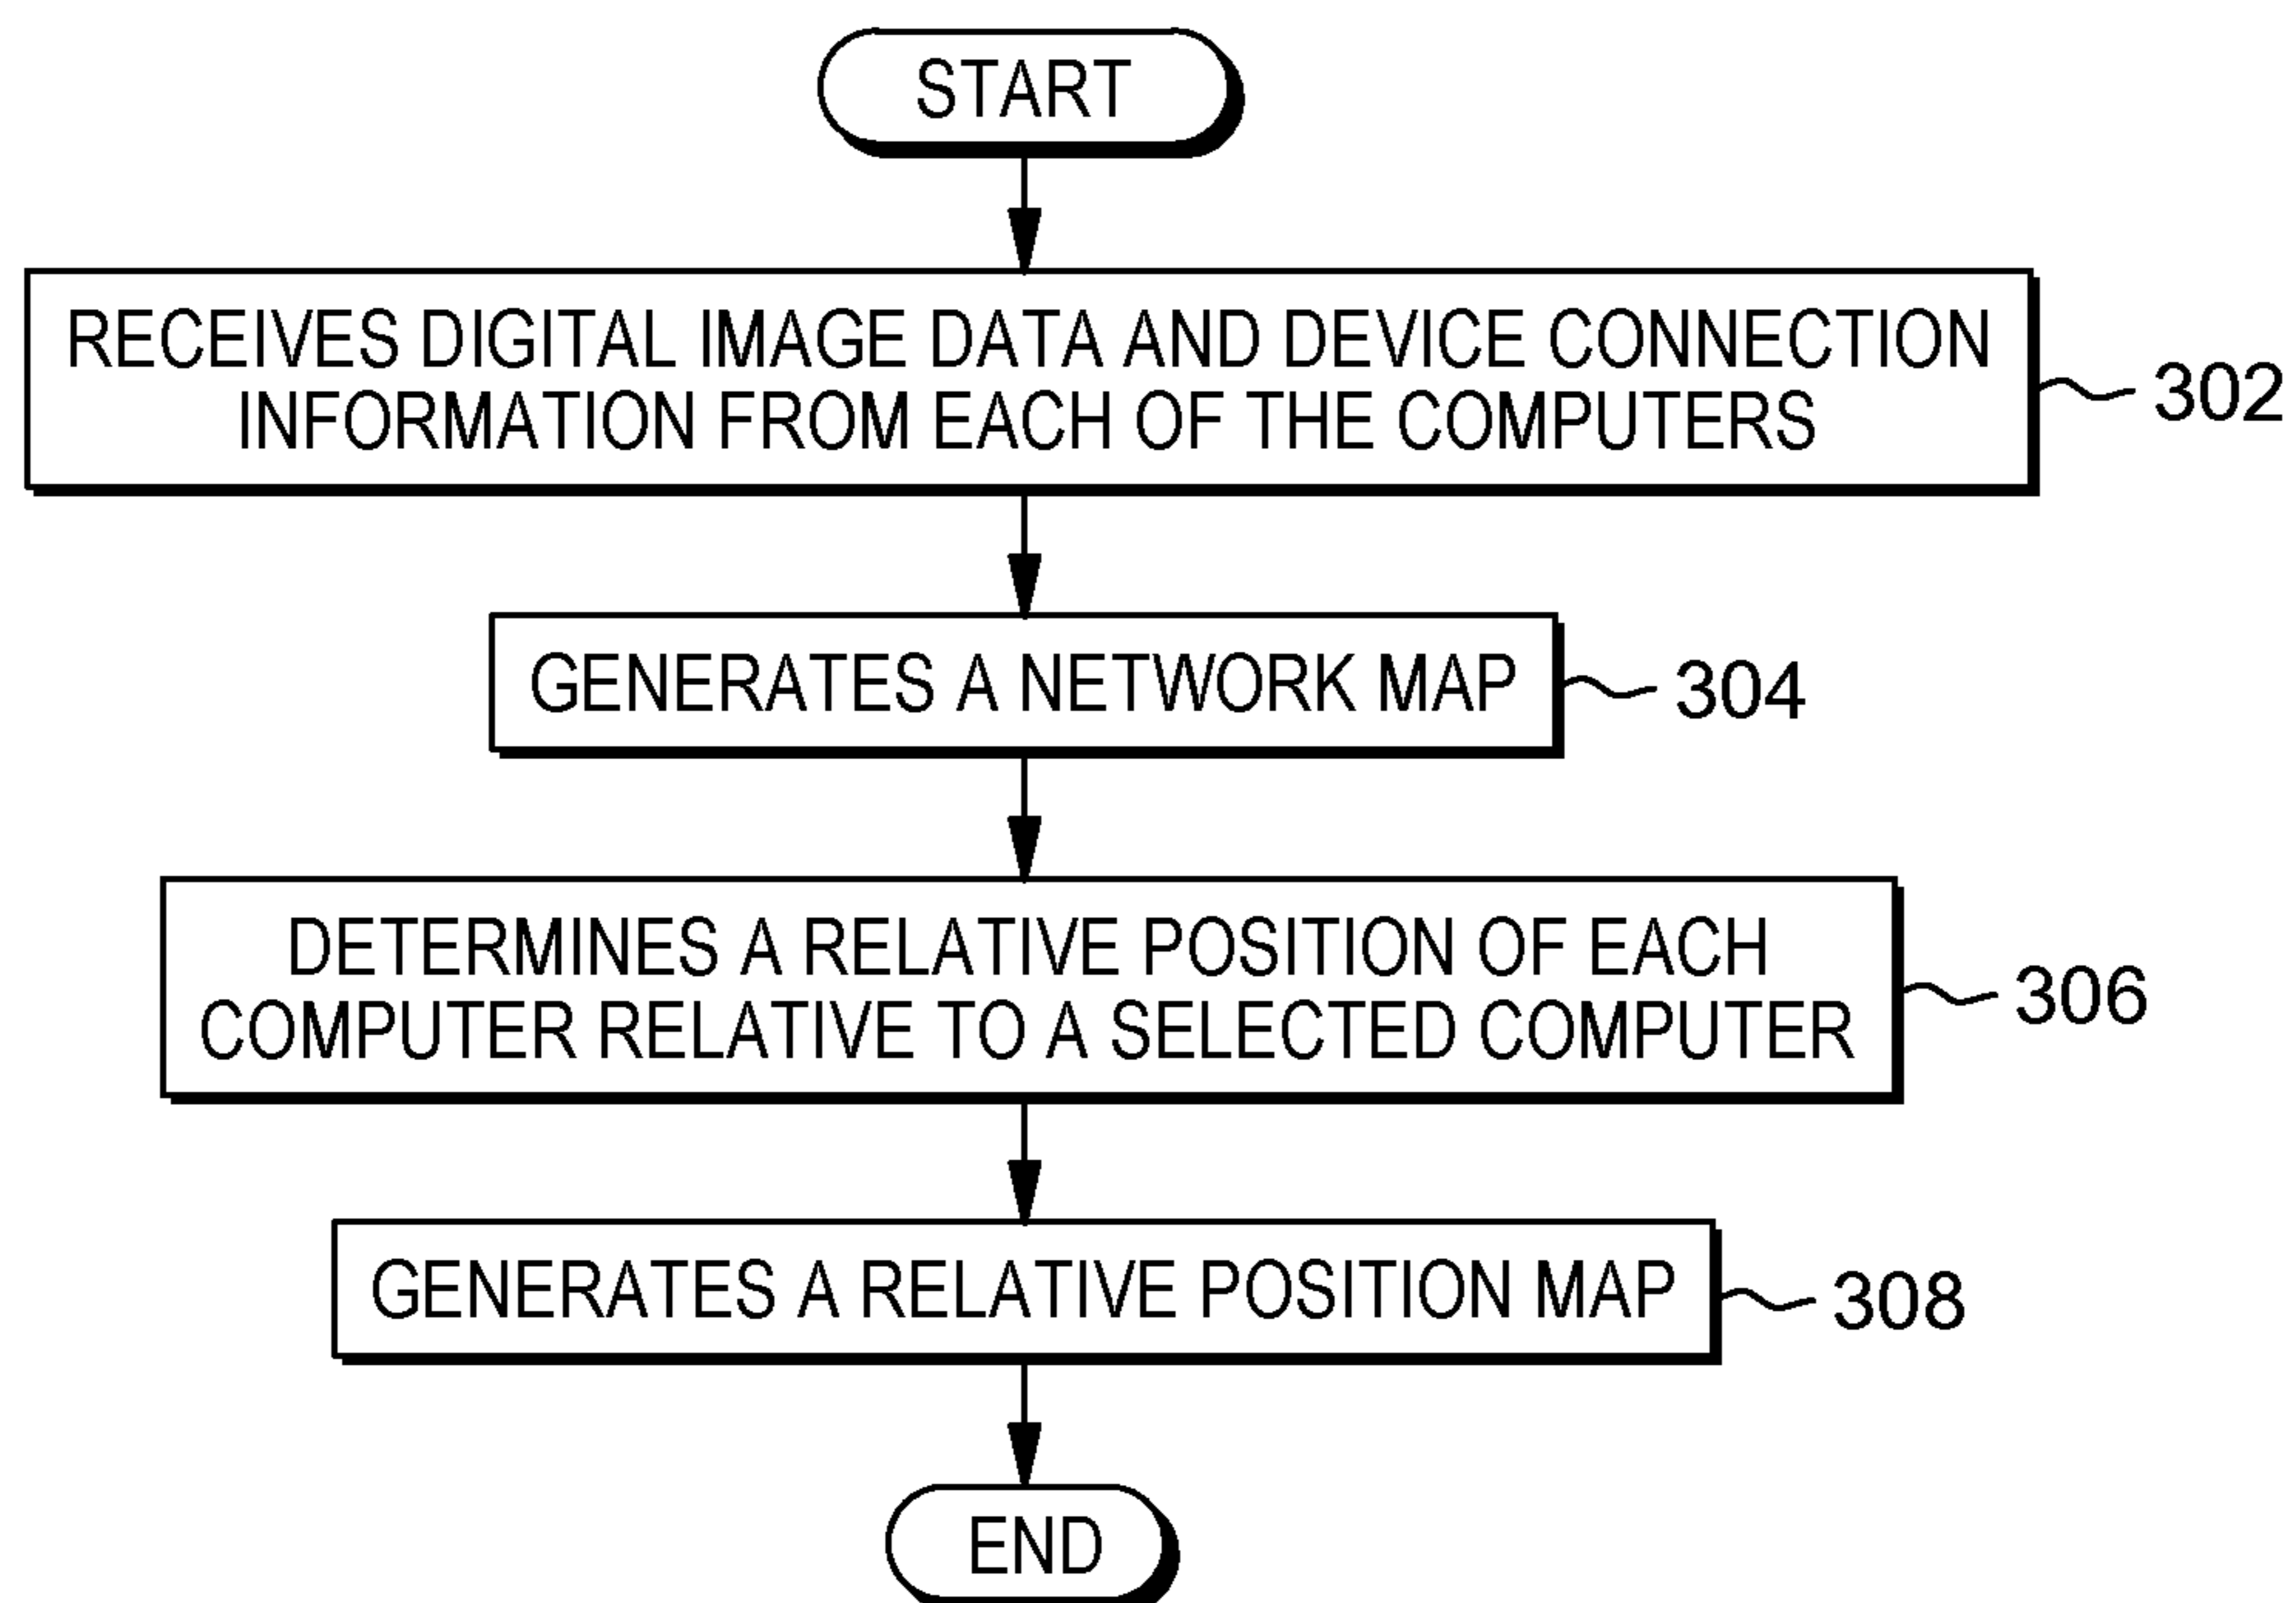 START
RECEIVES DIGITAL IMAGE DATA AND DEVICE CONNECTION
INFORMATION FROM EACH OF THE COMPUTERS
302
GENERATES A NETWORK MAP
304
DETERMINES A RELATIVE POSITION OF EACH
COMPUTER RELATIVE TO A SELECTED COMPUTER
306
GENERATES A RELATIVE POSITION MAP
308
END